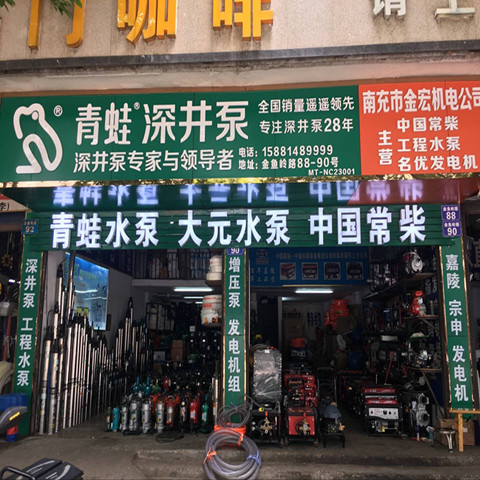 门咖啡
请上
青蛙®深井泵
深井泵专家与领导者
全国销量遥遥领先
专注深井泵28年
电话：15881489999
地址：金鱼岭路88-90号
MT-NC23001
南充市金宏机电公司
主营
中国常柴
工程水泵
名优发电机
青蛙水泵 大元水泵 中国常柴
92
90
88
90
深井泵 工程水泵
增压泵 发电机组
嘉陵 宗申 发电机